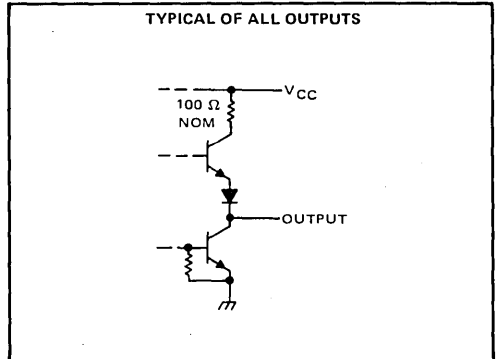 TYPICAL OF ALL OUTPUTS
VCC
100 Ω
NOM
OUTPUT